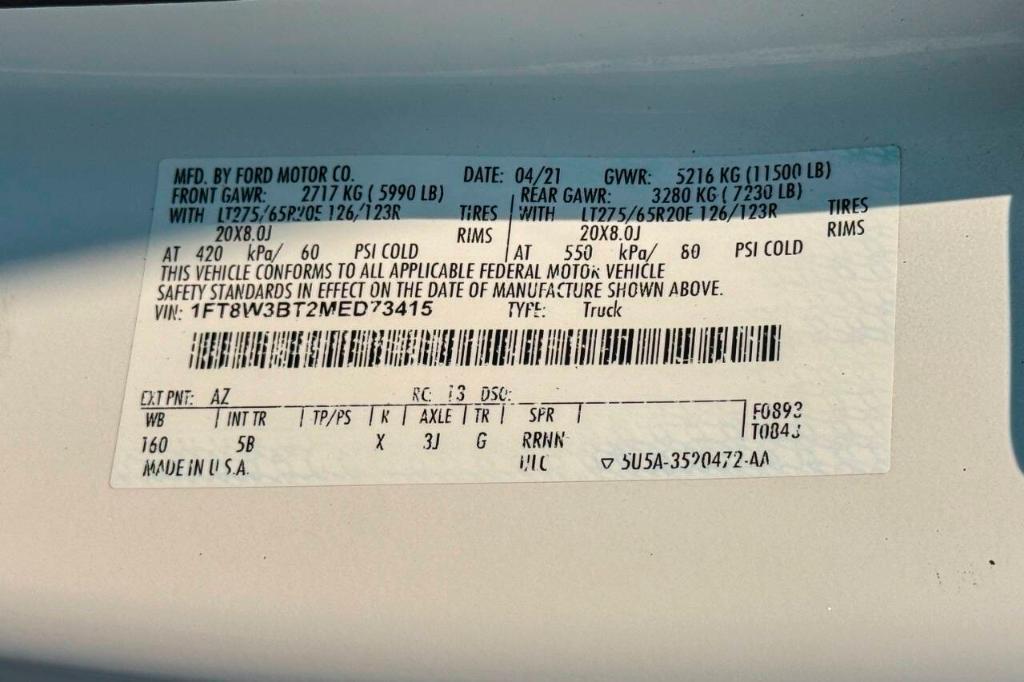 MFD. BY FORD MOTOR CO. DATE: 04/21 GVWR: 5216 KG (11500 LB)
FRONT GAWR: 2717 KG ( 5990 LB) REAR GAWR: 3280 KG ( 7230 LB)
WITH LT275/65R20E 126/123R TIRES WITH LT275/65R20E 126/123R TIRES
20X8.0J RIMS 20X8.0J RIMS
AT 420 kPa/ 60 PSI COLD AT 550 kPa/ 80 PSI COLD
THIS VEHICLE CONFORMS TO ALL APPLICABLE FEDERAL MOTOR VEHICLE
SAFETY STANDARDS IN EFFECT ON THE DATE OF MANUFACTURE SHOWN ABOVE.
VIN: 1FT8W3BT2MED73415 TYPE: Truck
EXT PNT: AZ RC: 13 DSO:
WB INT TR TP/PS R AXLE TR SPR F0893
160 5B X 3J G RRNN
MADE IN U.S.A.